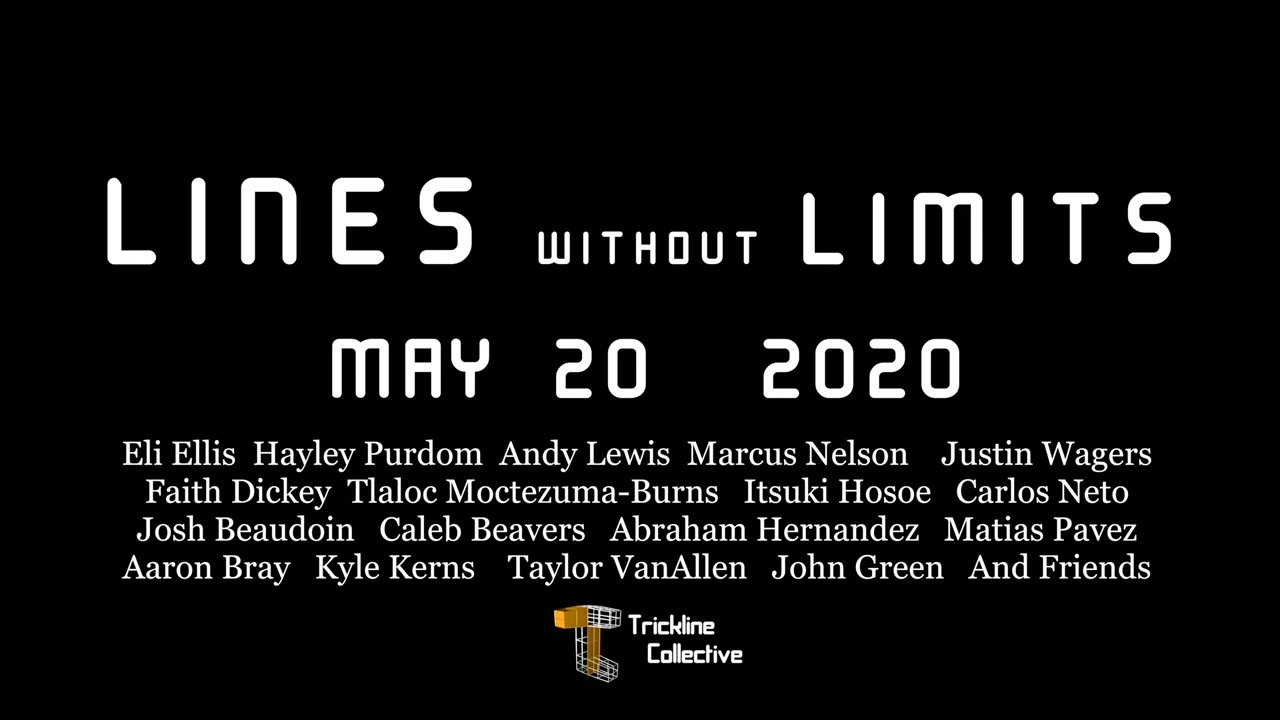 LINES WITHOUT LIMITS
MAY 20 2020
Eli Ellis Hayley Purdom Andy Lewis Marcus Nelson Justin Wagers
Faith Dickey Tlaloc Moctezuma-Burns Itsuki Hosoe Carlos Neto
Josh Beaudoin Caleb Beavers Abraham Hernandez Matias Pavez
Aaron Bray Kyle Kerns Taylor VanAllen John Green And Friends
Trickline
Collective